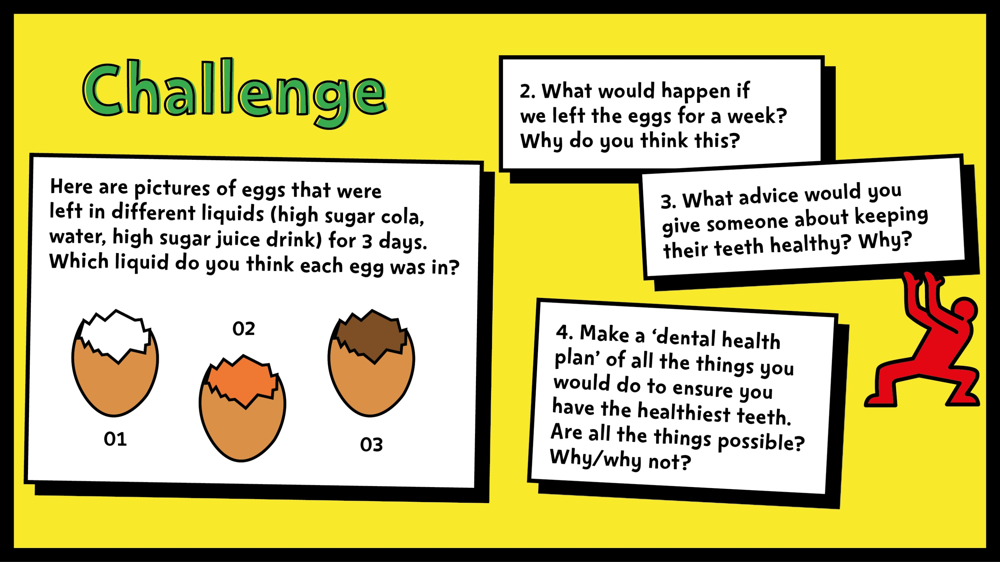 Challenge
Here are pictures of eggs that were
left in different liquids (high sugar cola,
water, high sugar juice drink) for 3 days.
Which liquid do you think each egg was in?
01
02
03
2. What would happen if
we left the eggs for a week?
Why do you think this?
3. What advice would you
give someone about keeping
their teeth healthy? Why?
4. Make a ‘dental health
plan’ of all the things you
would do to ensure you
have the healthiest teeth.
Are all the things possible?
Why/why not?